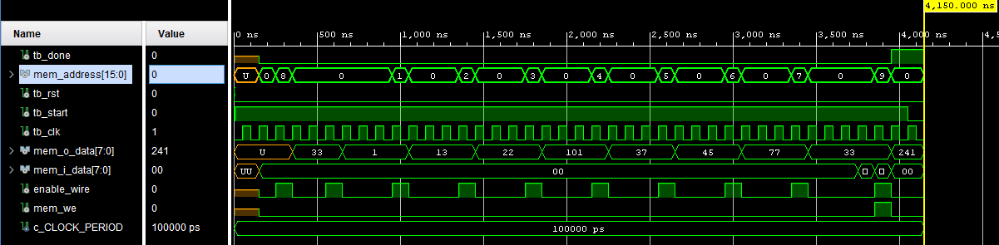 4,150.000 ns
Name Value
0 ns 500 ns 1,000 ns 1,500 ns 2,000 ns 2,500 ns 3,000 ns 3,500 ns 4,000 ns 4,5
tb_done 0
mem_address[15:0] 0 U 0 8 0 1 0 2 0 3 0 4 0 5 0 6 0 7 0 9 0
tb_rst 0
tb_start 0
tb_clk 1
mem_o_data[7:0] 241 U 33 1 13 22 101 37 45 77 33 241
mem_i_data[7:0] 00 UU 00 00
enable_wire 0
mem_we 0
c_CLOCK_PERIOD 100000 ps 100000 ps